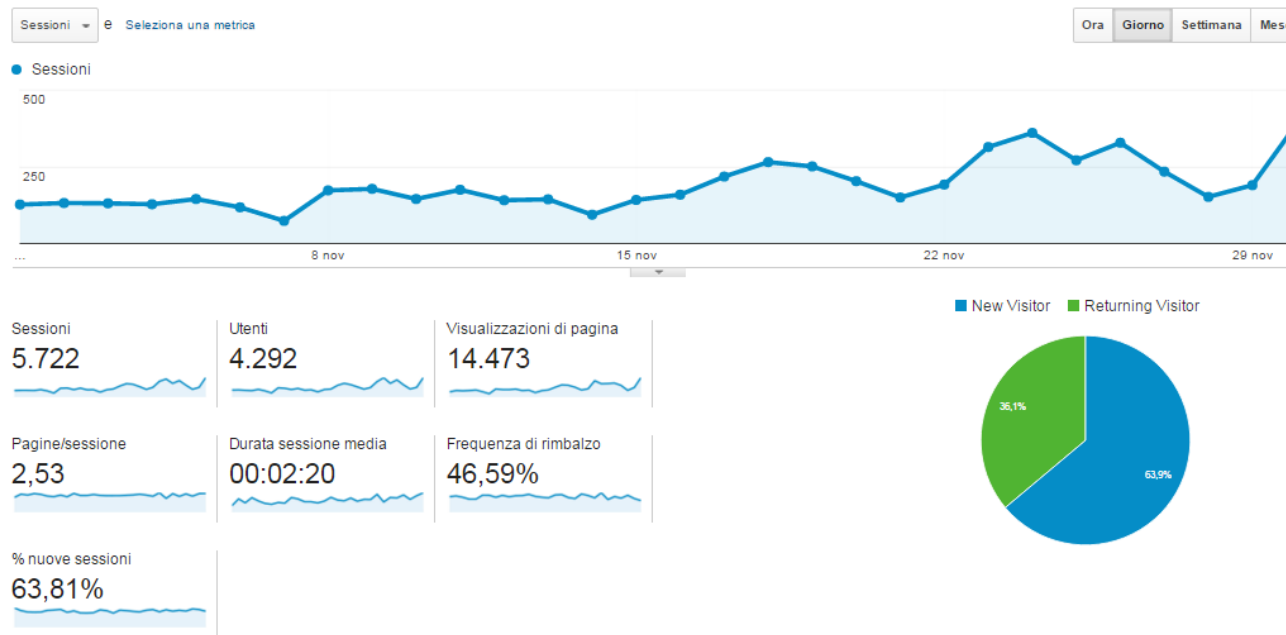 Sessioni e Seleziona una metrica
Ora Giorno Settimana
Sessioni
500
250
... 8 nov 15 nov 22 nov 29 nov
New Visitor Returning Visitor
Sessioni Utenti Visualizzazioni di pagina
5.722 4.292 14.473
36,1%
Pagine/sessione Durata sessione media Frequenza di rimbalzo
2,53 00:02:20 46,59%
63,9%
% nuove sessioni
63,81%